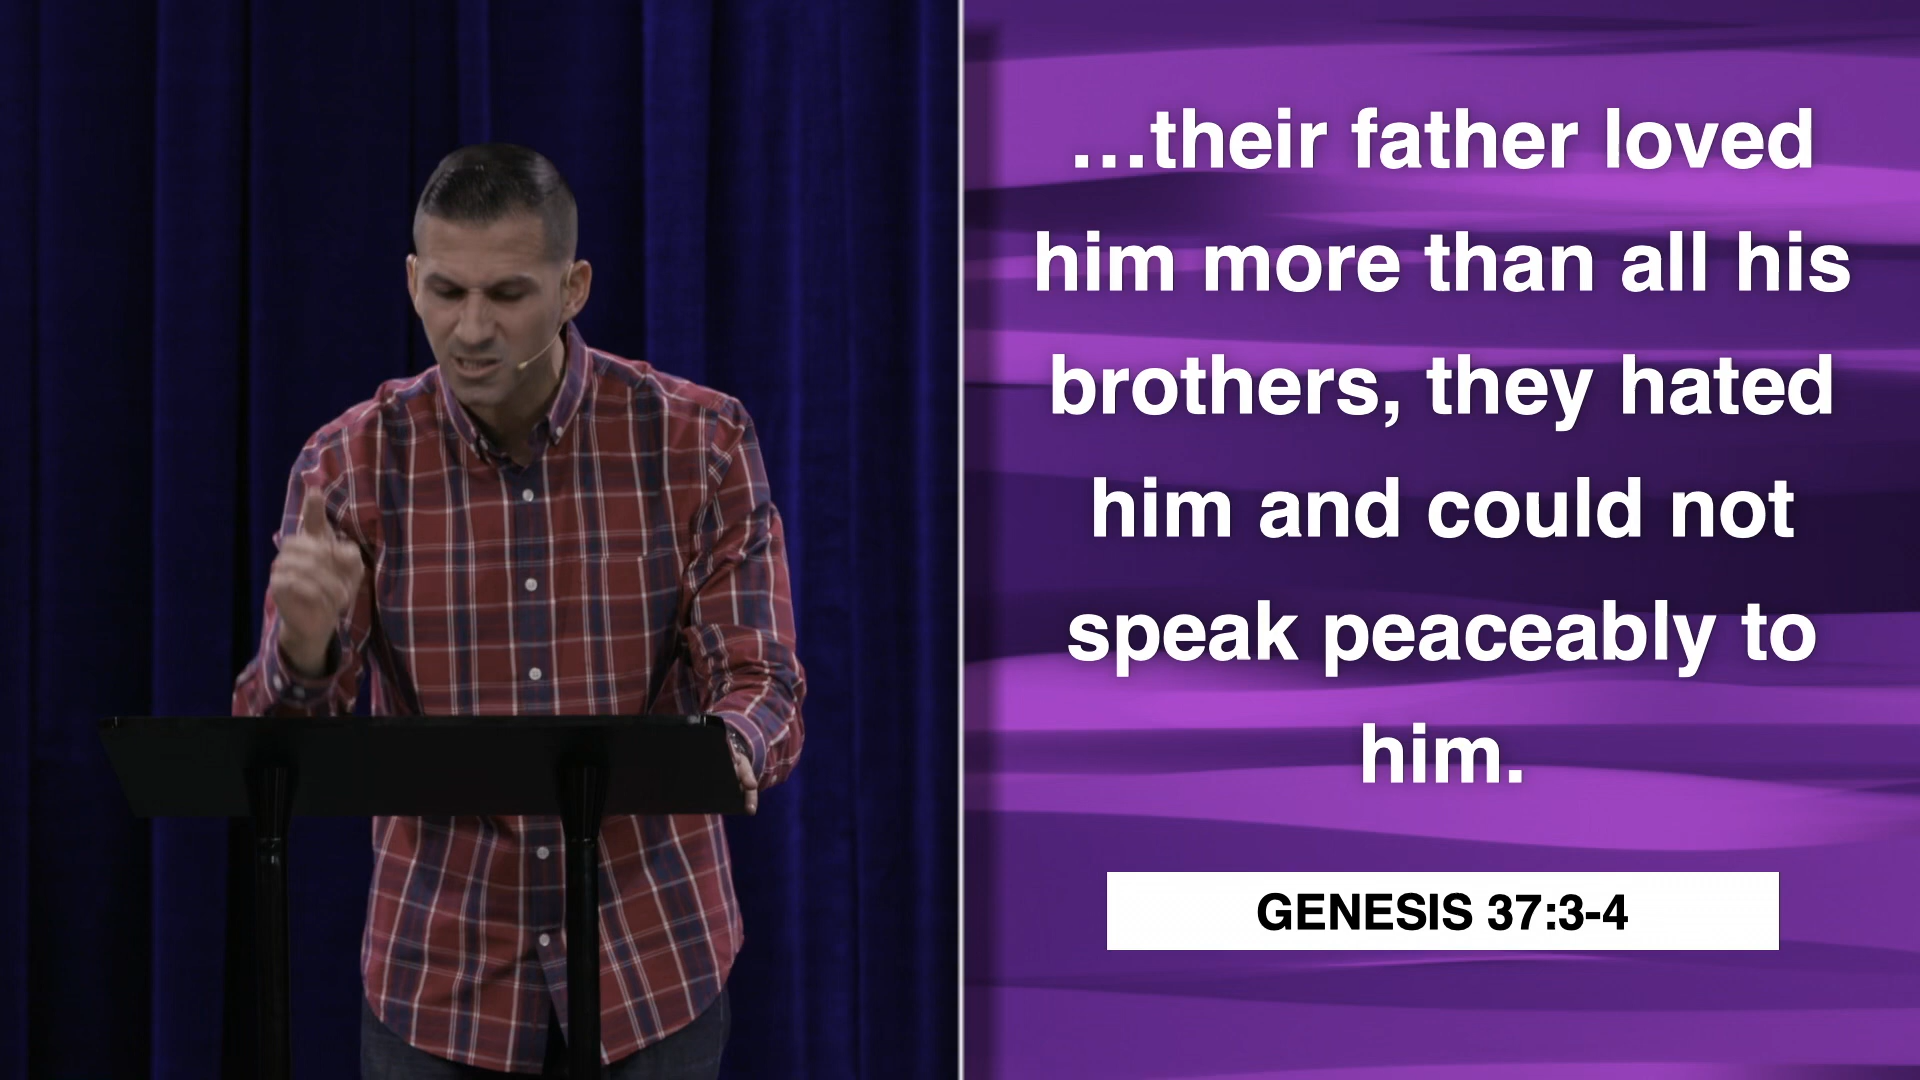 …their father loved
him more than all his
brothers, they hated
him and could not
speak peaceably to
him.
GENESIS 37:3-4